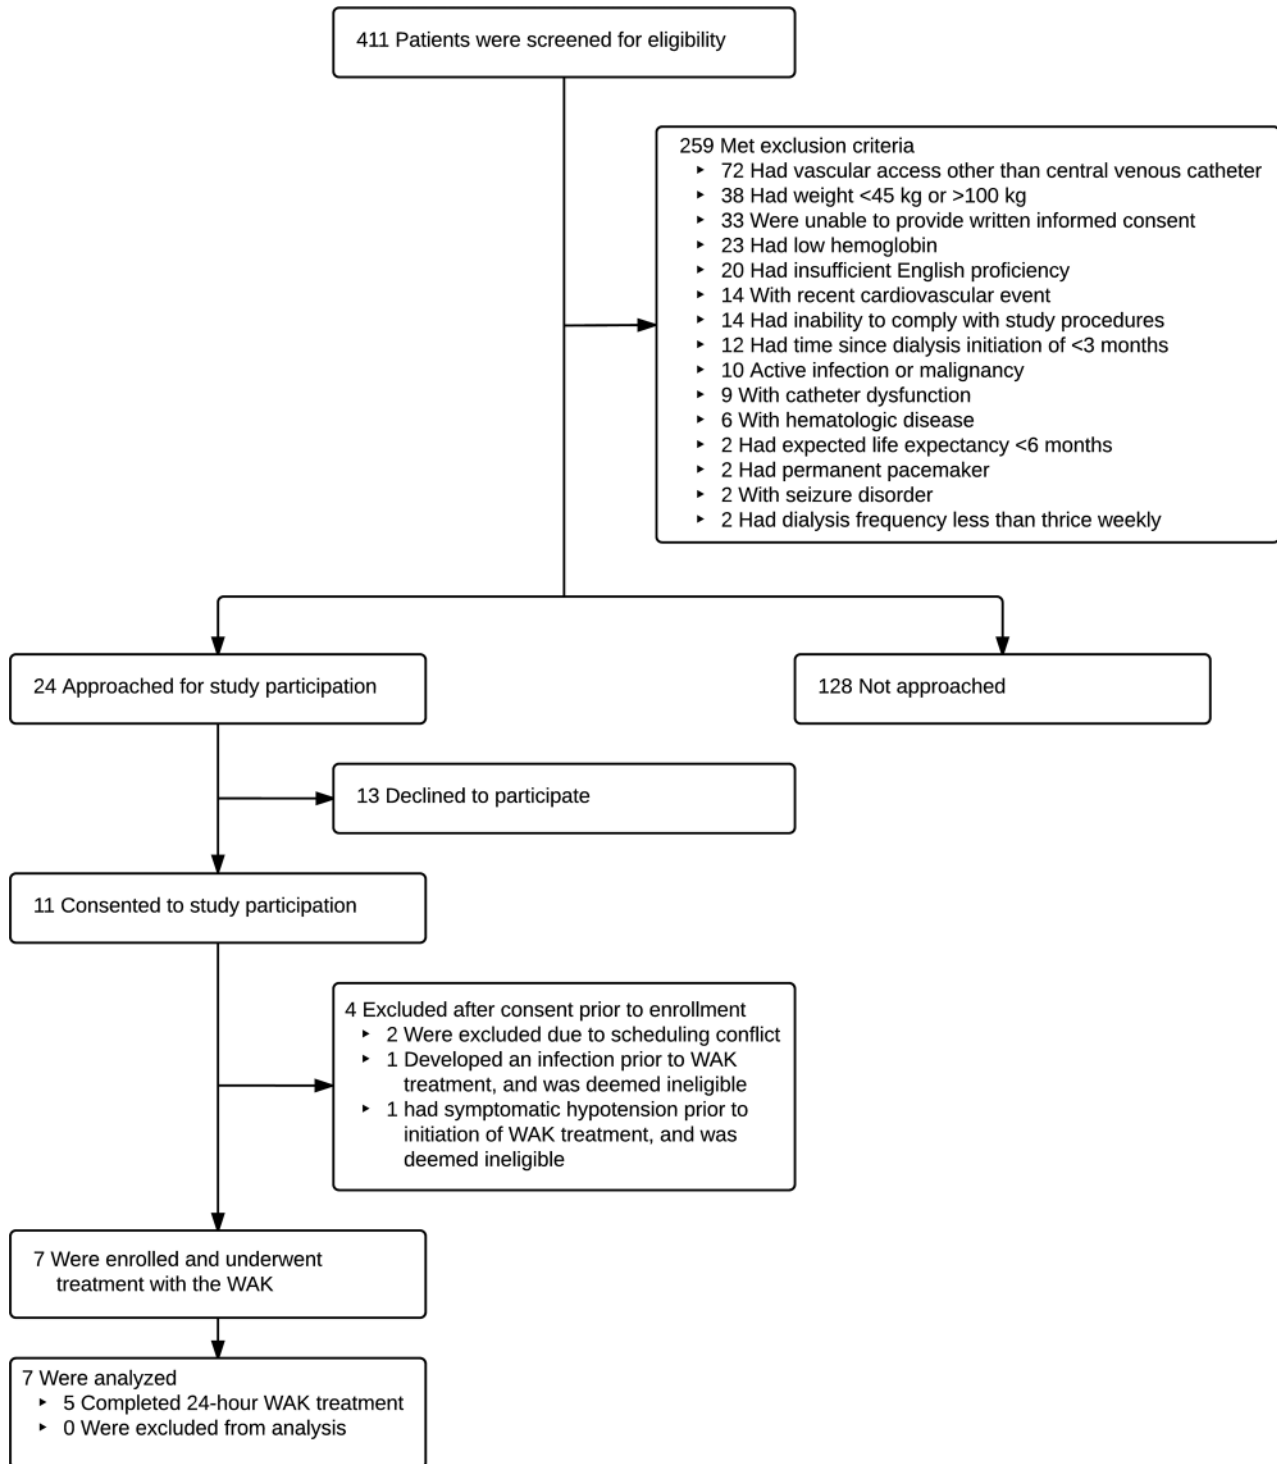 411 Patients were screened for eligibility
259 Met exclusion criteria
‣ 72 Had vascular access other than central venous catheter
‣ 38 Had weight <45 kg or >100 kg
‣ 33 Were unable to provide written informed consent
‣ 23 Had low hemoglobin
‣ 20 Had insufficient English proficiency
‣ 14 With recent cardiovascular event
‣ 14 Had inability to comply with study procedures
‣ 12 Had time since dialysis initiation of <3 months
‣ 10 Active infection or malignancy
‣ 9 With catheter dysfunction
‣ 6 With hematologic disease
‣ 2 Had expected life expectancy <6 months
‣ 2 Had permanent pacemaker
‣ 2 With seizure disorder
‣ 2 Had dialysis frequency less than thrice weekly
24 Approached for study participation
128 Not approached
13 Declined to participate
11 Consented to study participation
4 Excluded after consent prior to enrollment
‣ 2 Were excluded due to scheduling conflict
‣ 1 Developed an infection prior to WAK
treatment, and was deemed ineligible
‣ 1 had symptomatic hypotension prior to
initiation of WAK treatment, and was
deemed ineligible
7 Were enrolled and underwent
treatment with the WAK
7 Were analyzed
‣ 5 Completed 24-hour WAK treatment
‣ 0 Were excluded from analysis